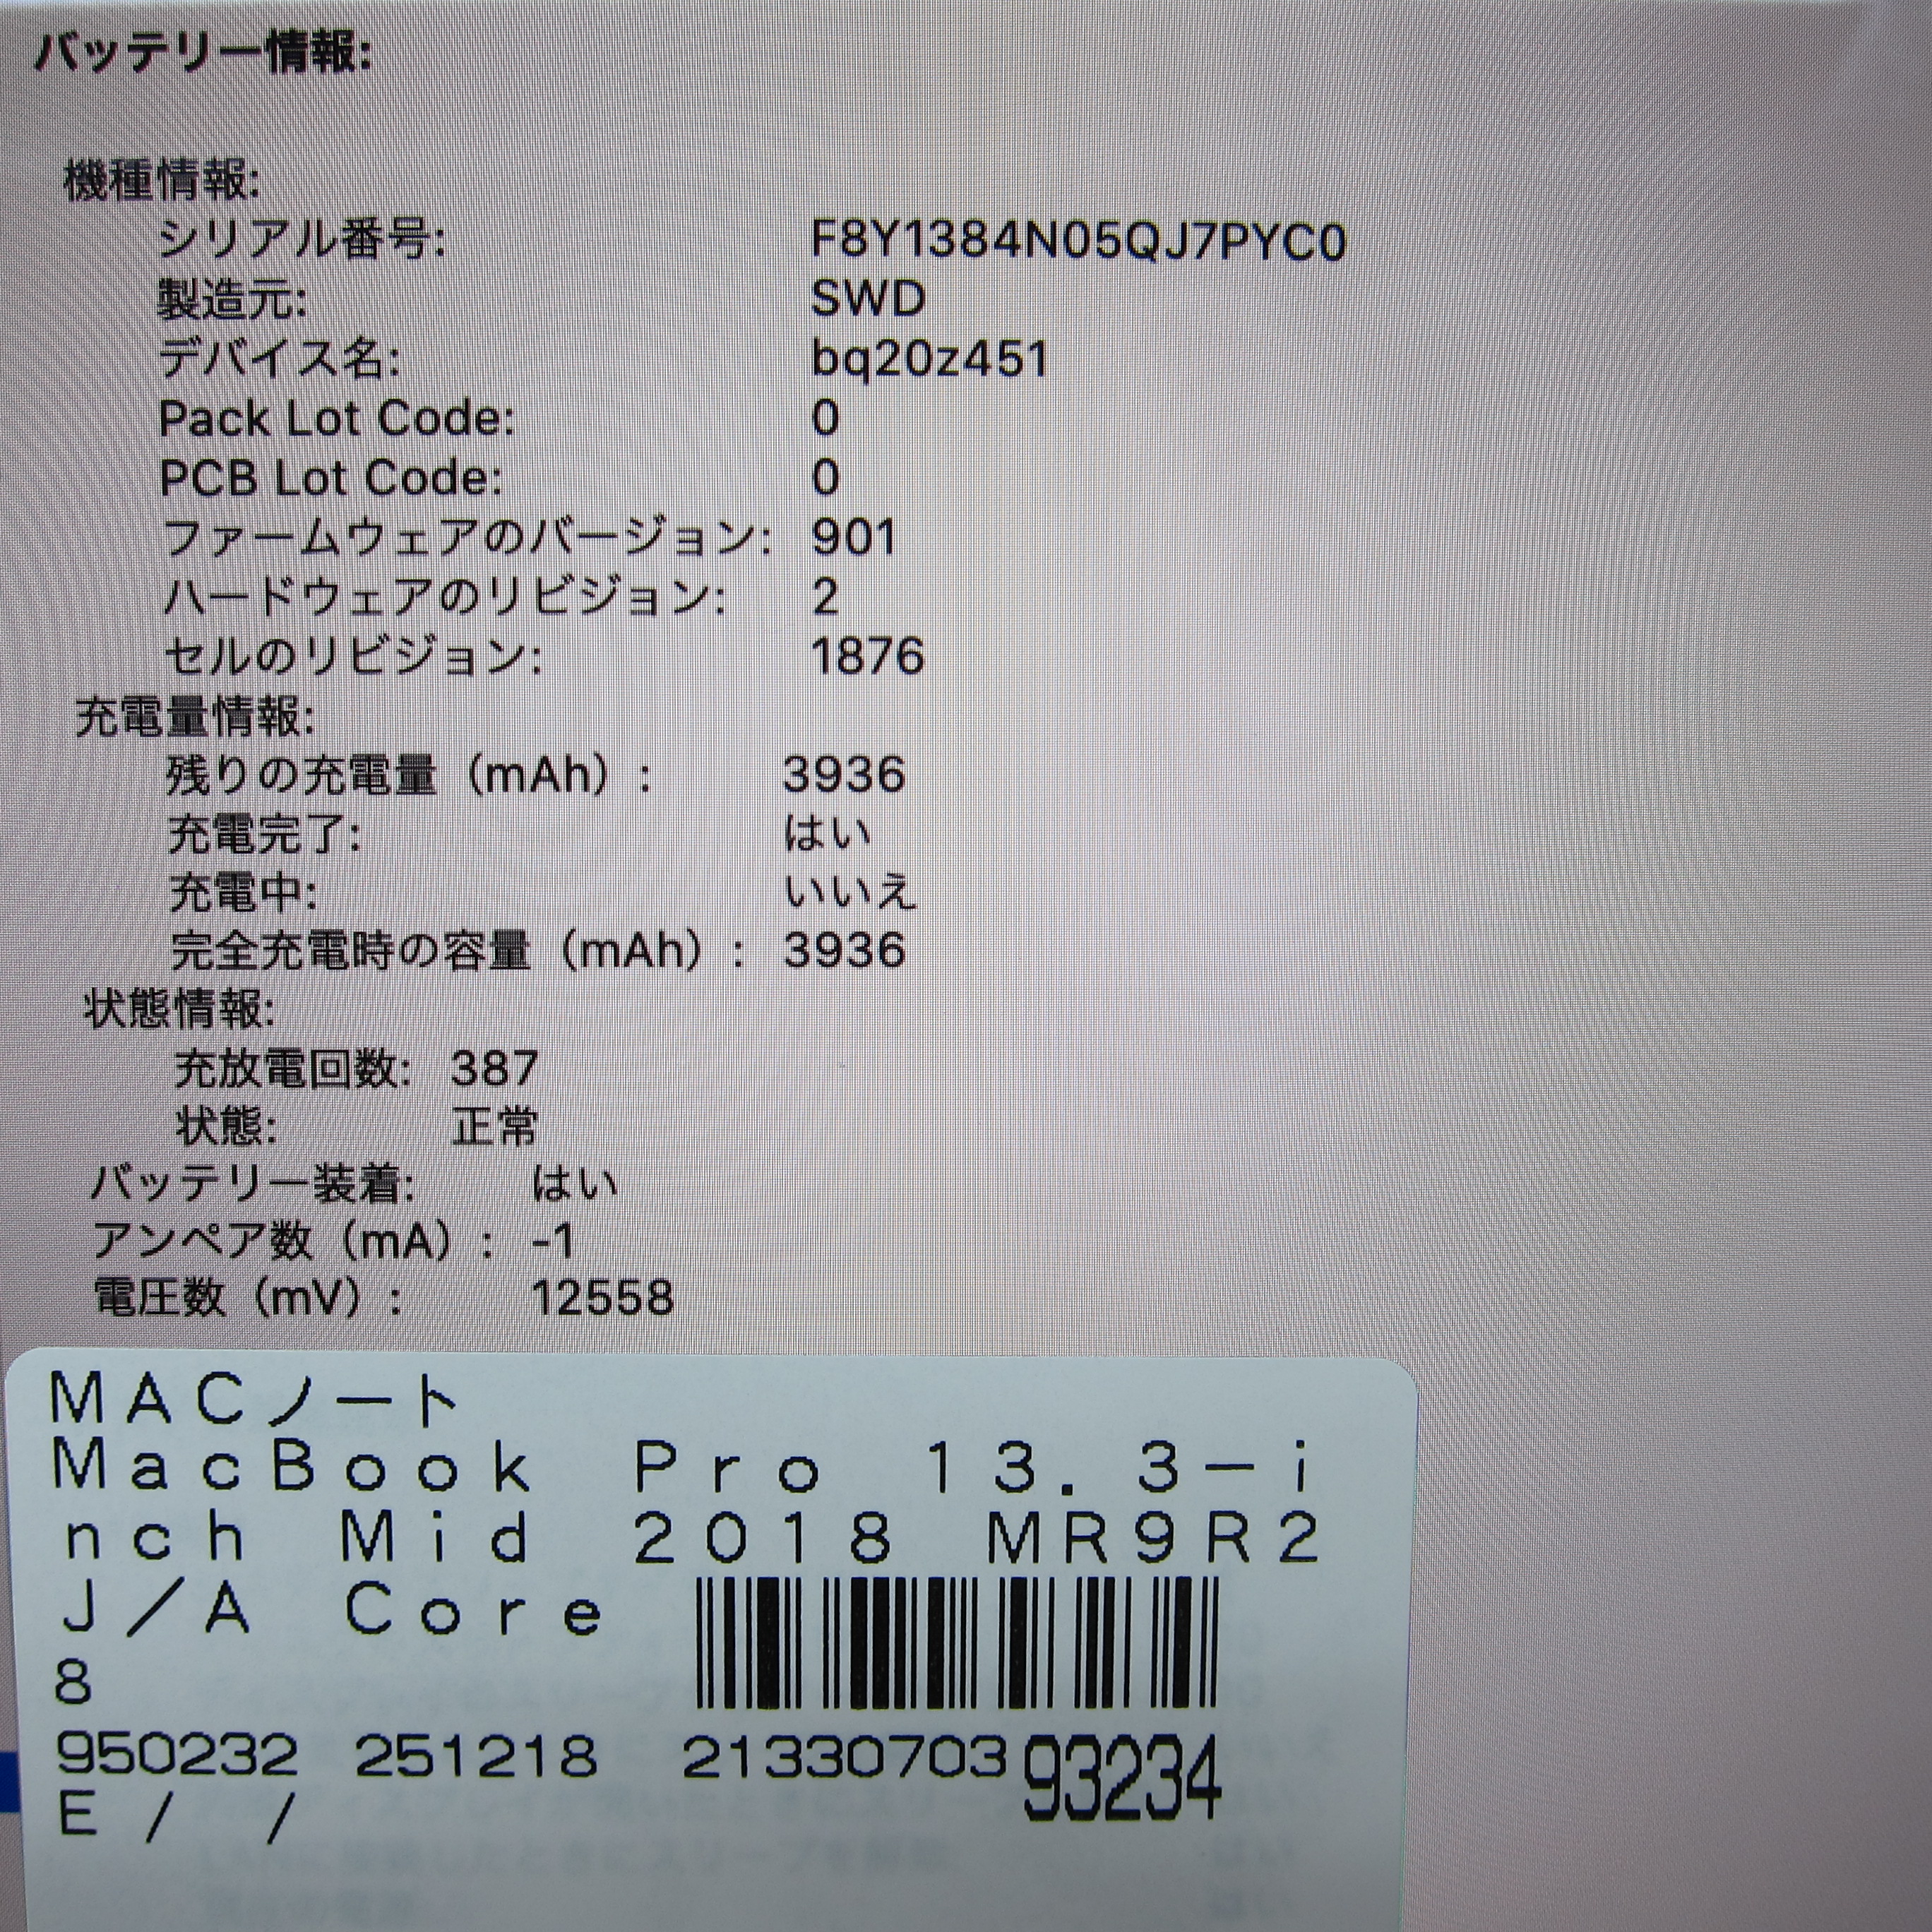 バッテリー情報:
機種情報:
シリアル番号: F8Y1384N05QJ7PYC0
製造元: SWD
デバイス名: bq20z451
Pack Lot Code: 0
PCB Lot Code: 0
ファームウェアのバージョン: 901
ハードウェアのリビジョン: 2
セルのリビジョン: 1876
充電量情報:
残りの充電量（mAh）: 3936
充電完了: はい
充電中: いいえ
完全充電時の容量（mAh）: 3936
状態情報:
充放電回数: 387
状態: 正常
バッテリー装着: はい
アンペア数（mA）: -1
電圧数（mV）: 12558
MACノート
MacBook Pro 13.3-i
nch Mid 2018 MR9R2
J/A Core
8
950232 251218 21330703 93234
E / /